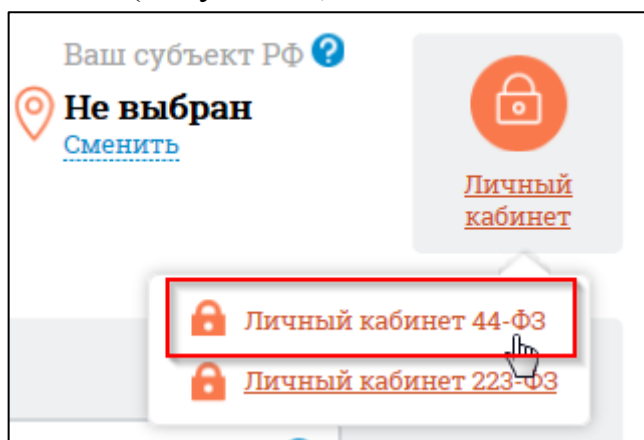 Ваш субъект РФ ?
Не выбран
Сменить
Личный
кабинет
Личный кабинет 44-ФЗ
Личный кабинет 223-ФЗ